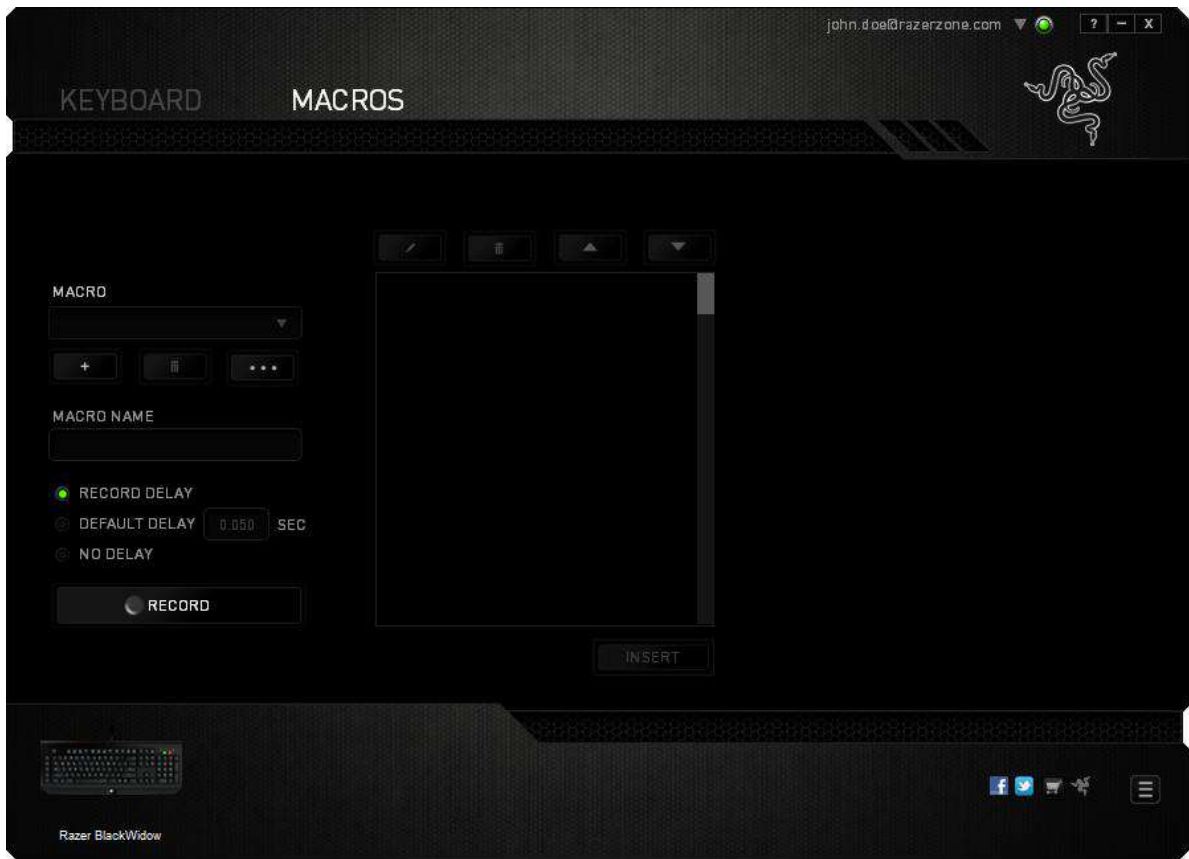 john.doe@razerzone.com
? – X
KEYBOARD MACROS
MACRO
+ •••
MACRO NAME
RECORD DELAY
DEFAULT DELAY 0.050 SEC
NO DELAY
RECORD
INSERT
Razer BlackWidow